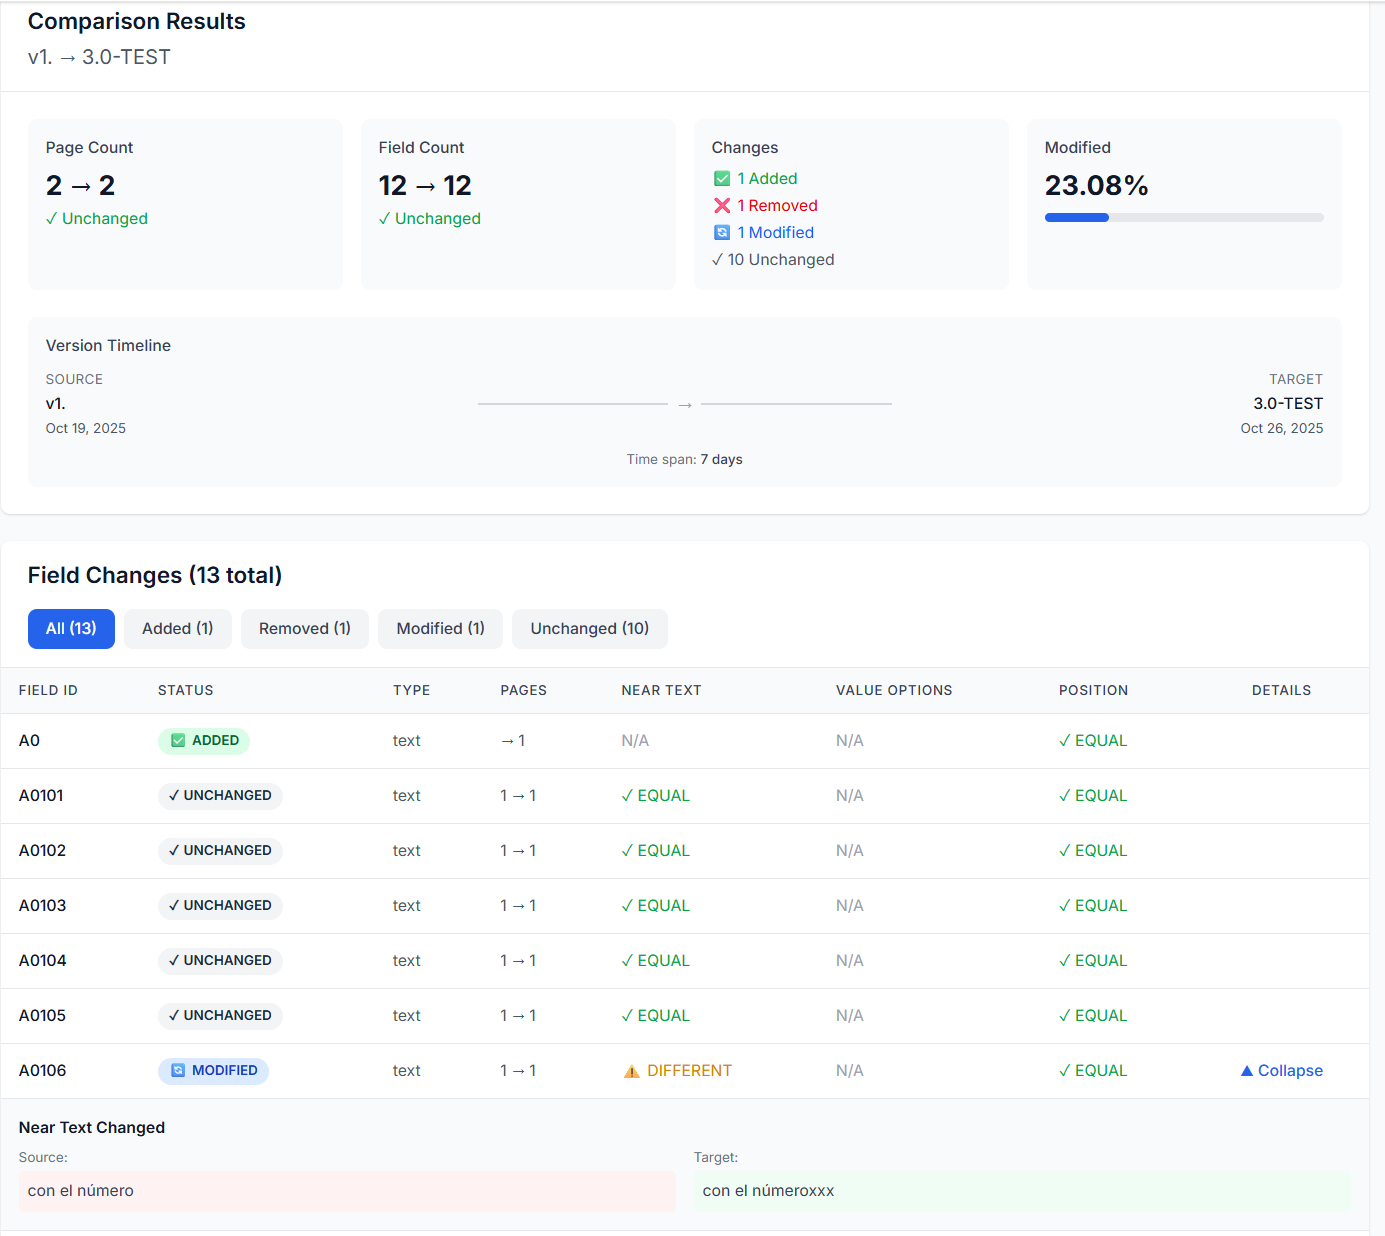 Comparison Results
v1. → 3.0-TEST
Page Count
2 → 2
✓ Unchanged
Field Count
12 → 12
✓ Unchanged
Changes
✅ 1 Added
❌ 1 Removed
🔄 1 Modified
✓ 10 Unchanged
Modified
23.08%
Version Timeline
SOURCE
v1.
Oct 19, 2025
→
TARGET
3.0-TEST
Oct 26, 2025
Time span: 7 days
Field Changes (13 total)
All (13) Added (1) Removed (1) Modified (1) Unchanged (10)
FIELD ID STATUS TYPE PAGES NEAR TEXT VALUE OPTIONS POSITION DETAILS
A0 ✅ ADDED text → 1 N/A N/A ✓ EQUAL
A0101 ✓ UNCHANGED text 1 → 1 ✓ EQUAL N/A ✓ EQUAL
A0102 ✓ UNCHANGED text 1 → 1 ✓ EQUAL N/A ✓ EQUAL
A0103 ✓ UNCHANGED text 1 → 1 ✓ EQUAL N/A ✓ EQUAL
A0104 ✓ UNCHANGED text 1 → 1 ✓ EQUAL N/A ✓ EQUAL
A0105 ✓ UNCHANGED text 1 → 1 ✓ EQUAL N/A ✓ EQUAL
A0106 🔄 MODIFIED text 1 → 1 ⚠️ DIFFERENT N/A ✓ EQUAL ▲ Collapse
Near Text Changed
Source:
con el número
Target:
con el númeroxxx